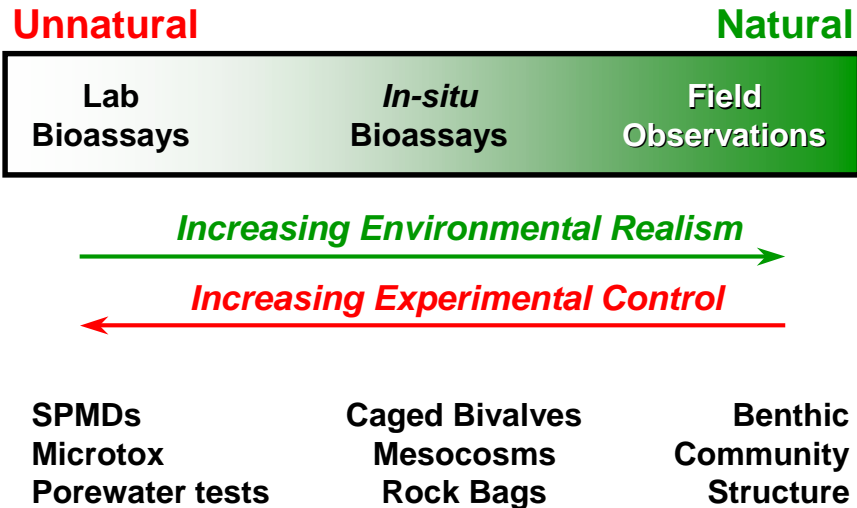 Unnatural Natural
Lab In-situ Field
Bioassays Bioassays Observations
Increasing Environmental Realism
Increasing Experimental Control
SPMDs Caged Bivalves Benthic
Microtox Mesocosms Community
Porewater tests Rock Bags Structure